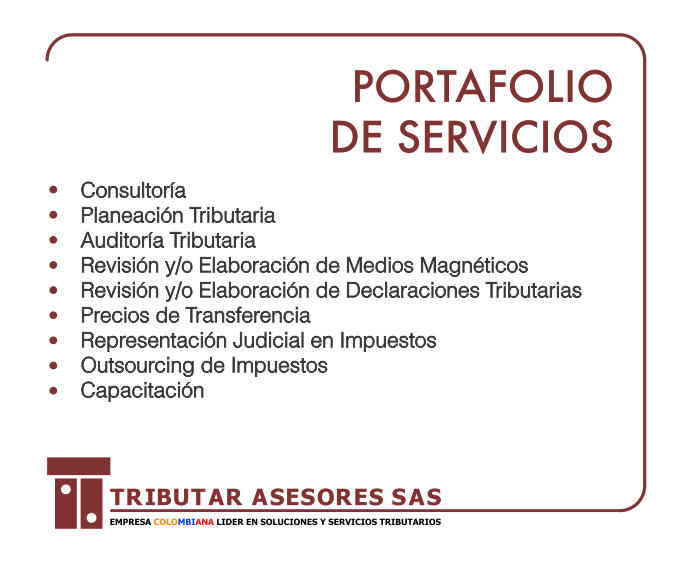 PORTAFOLIO
DE SERVICIOS
• Consultoría
• Planeación Tributaria
• Auditoría Tributaria
• Revisión y/o Elaboración de Medios Magnéticos
• Revisión y/o Elaboración de Declaraciones Tributarias
• Precios de Transferencia
• Representación Judicial en Impuestos
• Outsourcing de Impuestos
• Capacitación
TRIBUTAR ASESORES SAS
EMPRESA COLOMBIANA LIDER EN SOLUCIONES Y SERVICIOS TRIBUTARIOS